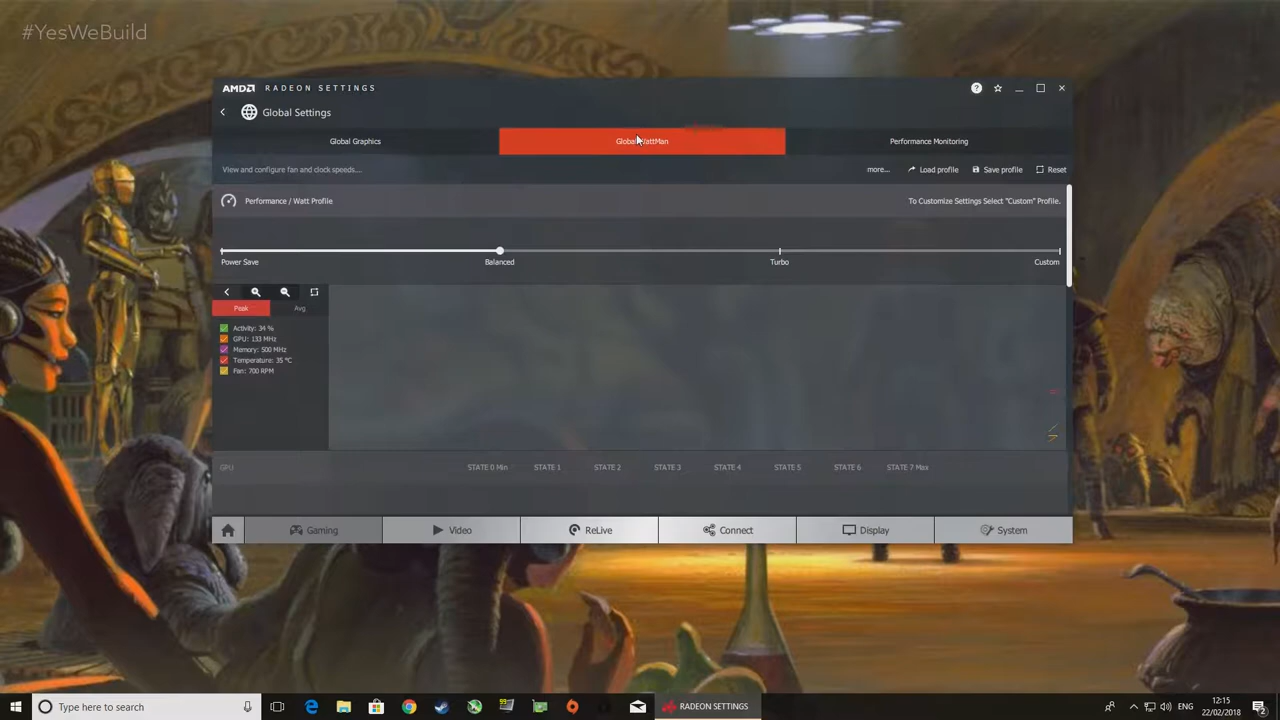 #YesWeBuild
AMD RADEON SETTINGS
Global Settings
Global Graphics
Global WattMan
Performance Monitoring
View and configure fan and clock speeds...
more...
Load profile
Save profile
Reset
Performance / Watt Profile
To Customize Settings Select "Custom" Profile.
Power Save
Balanced
Turbo
Custom
Peak
Avg
Activity: 34 %
GPU: 133 MHz
Memory: 500 MHz
Temperature: 35 °C
Fan: 700 RPM
GPU
STATE 0 Min
STATE 1
STATE 2
STATE 3
STATE 4
STATE 5
STATE 6
STATE 7 Max
Gaming
Video
ReLive
Connect
Display
System
Type here to search
RADEON SETTINGS
ENG
12:15
22/02/2018